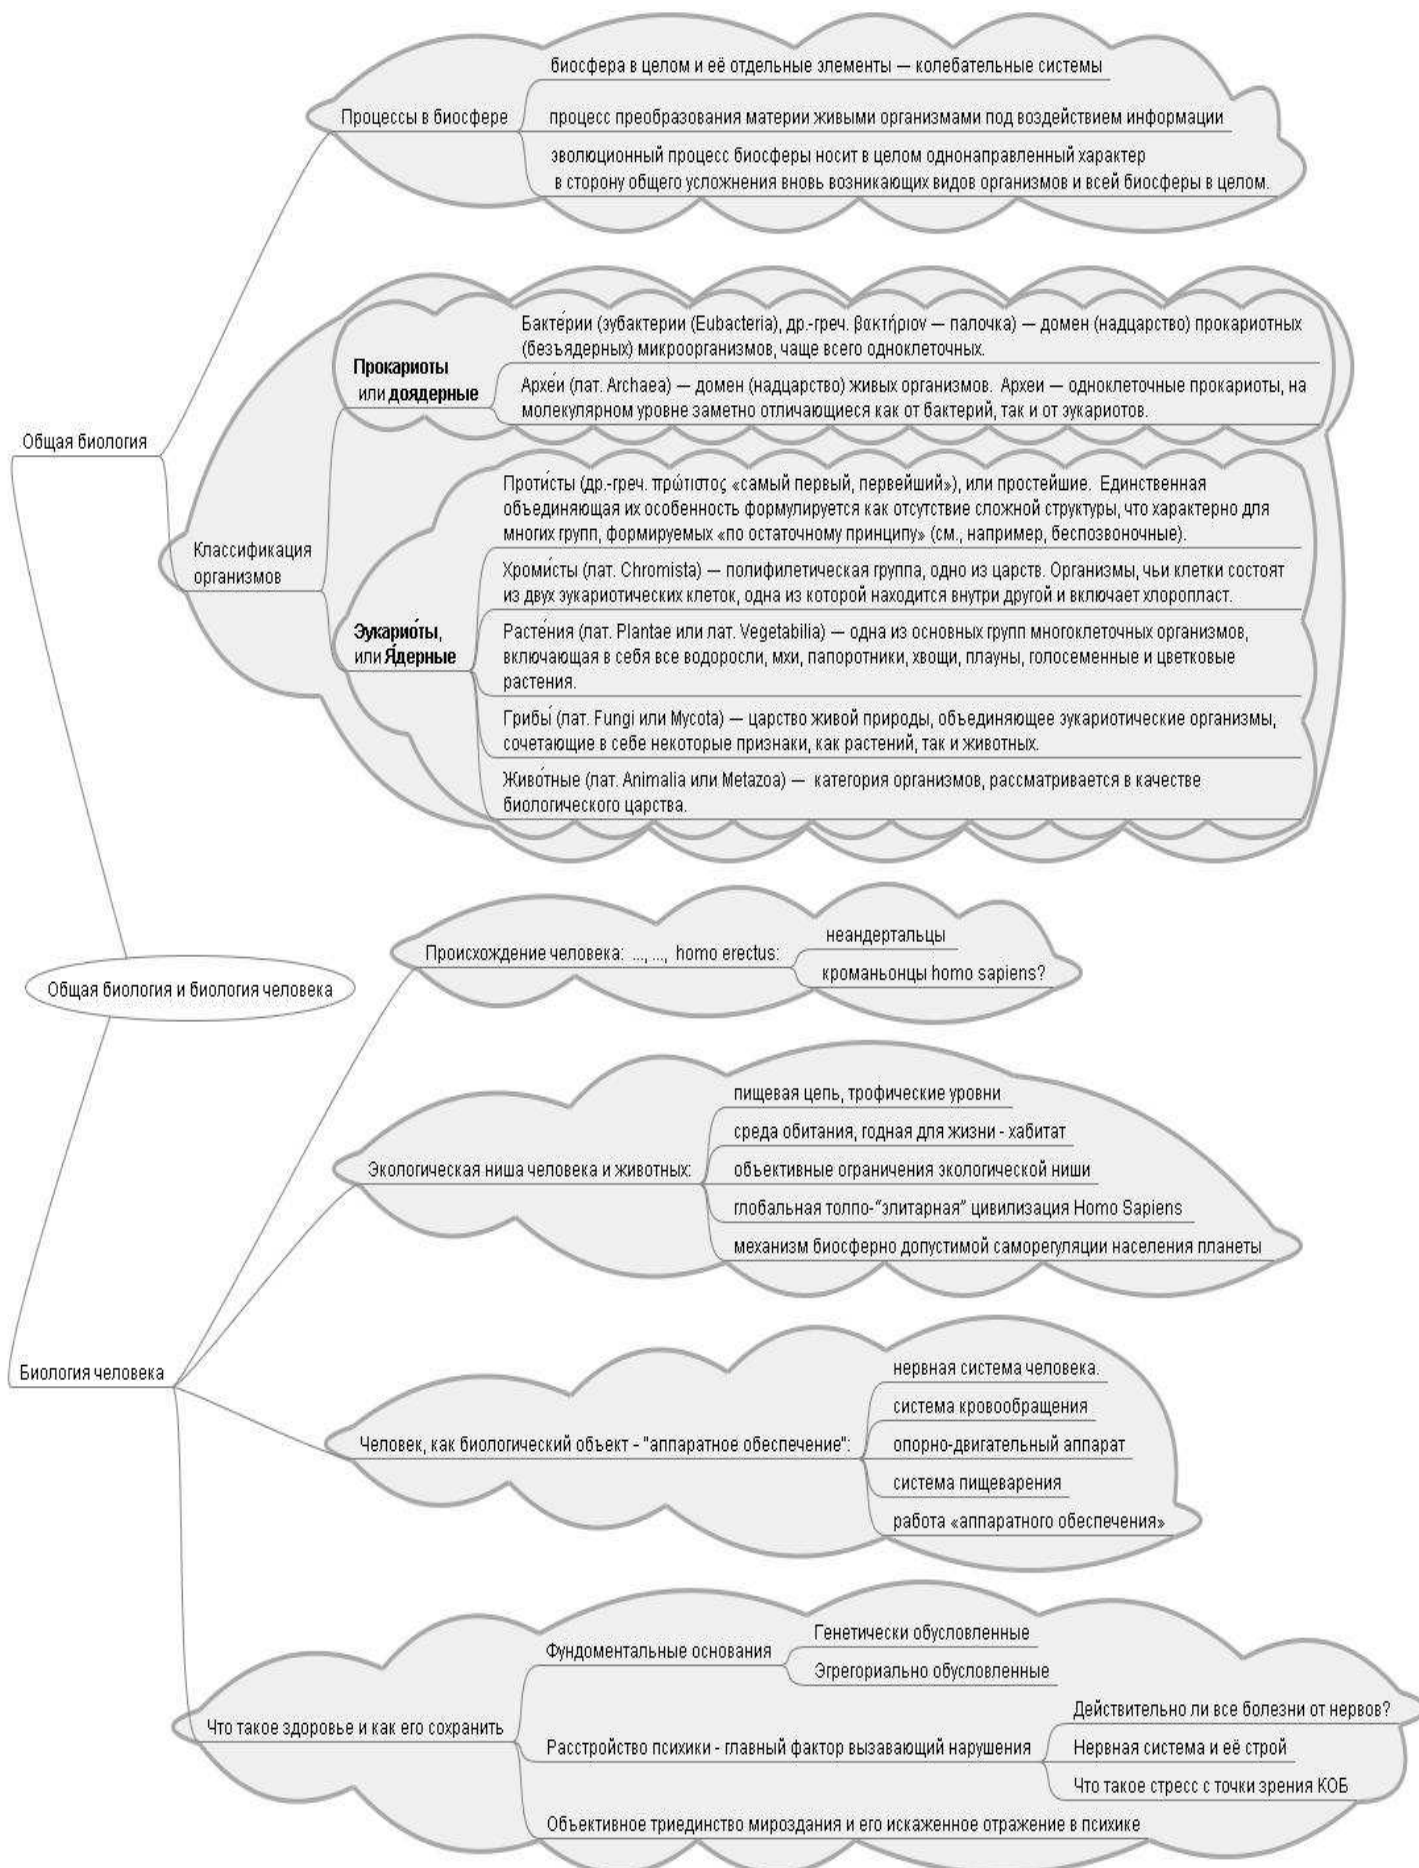 биосфера в целом и её отдельные элементы — колебательные системы
Процессы в биосфере
процесс преобразования материи живыми организмами под воздействием информации
эволюционный процесс биосферы носит в целом однонаправленный характер
в сторону общего усложнения вновь возникающих видов организмов и всей биосферы в целом.
Общая биология
Классификация
организмов
Прокариоты
или доядерные
Бакте́рии (эубактерии (Eubacteria), др.-греч. βακτήριον — палочка) — домен (надцарство) прокариотных
(безъядерных) микроорганизмов, чаще всего одноклеточных.
Архе́и (лат. Archaea) — домен (надцарство) живых организмов. Археи — одноклеточные прокариоты, на
молекулярном уровне заметно отличающиеся как от бактерий, так и от эукариотов.
Эукарио́ты,
или Я́дерные
Проти́сты (др.-греч. πρώτιστος «самый первый, первейший»), или простейшие. Единственная
объединяющая их особенность формулируется как отсутствие сложной структуры, что характерно для
многих групп, формируемых «по остаточному принципу» (см., например, беспозвоночные).
Хроми́сты (лат. Chromista) — полифилетическая группа, одно из царств. Организмы, чьи клетки состоят
из двух эукариотических клеток, одна из которой находится внутри другой и включает хлоропласт.
Расте́ния (лат. Plantae или лат. Vegetabilia) — одна из основных групп многоклеточных организмов,
включающая в себя все водоросли, мхи, папоротники, хвощи, плауны, голосеменные и цветковые
растения.
Грибы́ (лат. Fungi или Mycota) — царство живой природы, объединяющее эукариотические организмы,
сочетающие в себе некоторые признаки, как растений, так и животных.
Живо́тные (лат. Animalia или Metazoa) — категория организмов, рассматривается в качестве
биологического царства.
Общая биология и биология человека
Биология человека
Происхождение человека: ..., ..., homo erectus:
неандертальцы
кроманьонцы homo sapiens?
Экологическая ниша человека и животных:
пищевая цепь, трофические уровни
среда обитания, годная для жизни - хабитат
объективные ограничения экологической ниши
глобальная толпо-“элитарная” цивилизация Homo Sapiens
механизм биосферно допустимой саморегуляции населения планеты
Человек, как биологический объект - "аппаратное обеспечение":
нервная система человека.
система кровообращения
опорно-двигательный аппарат
система пищеварения
работа «аппаратного обеспечения»
Что такое здоровье и как его сохранить
Фундоментальные основания
Генетически обусловленные
Эгрегориально обусловленные
Расстройство психики - главный фактор вызавающий нарушения
Действительно ли все болезни от нервов?
Нервная система и её строй
Что такое стресс с точки зрения КОБ
Объективное триединство мироздания и его искаженное отражение в психике